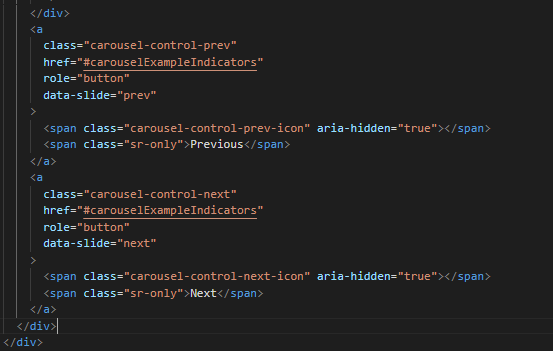 </div>
<a
class="carousel-control-prev"
href="#carouselExampleIndicators"
role="button"
data-slide="prev"
>
<span class="carousel-control-prev-icon" aria-hidden="true"></span>
<span class="sr-only">Previous</span>
</a>
<a
class="carousel-control-next"
href="#carouselExampleIndicators"
role="button"
data-slide="next"
>
<span class="carousel-control-next-icon" aria-hidden="true"></span>
<span class="sr-only">Next</span>
</a>
</div>
</div>